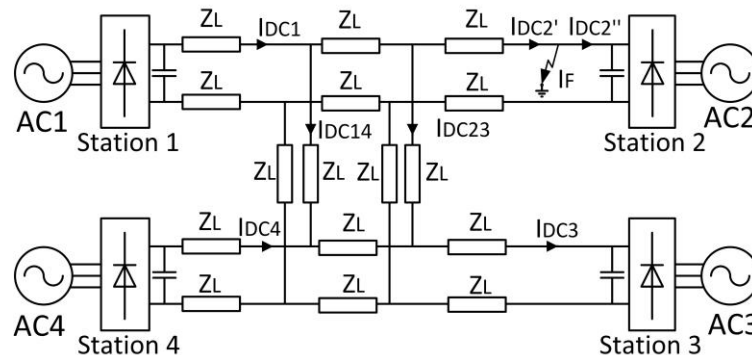 ZL IDC1 ZL ZL IDC2' IDC2''
ZL ZL ZL IF
AC1 AC2
Station 1 IDC14 IDC23 Station 2
ZL ZL ZL ZL
ZL IDC4 ZL ZL IDC3
ZL ZL ZL
AC4 AC3
Station 4 Station 3